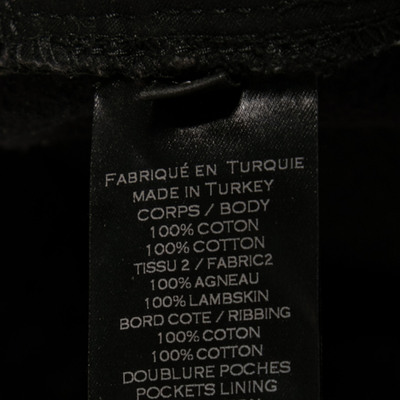 FABRIQUÉ EN TURQUIE
MADE IN TURKEY
CORPS / BODY
100% COTON
100% COTTON
TISSU 2 / FABRIC2
100% AGNEAU
100% LAMBSKIN
BORD COTE / RIBBING
100% COTON
100% COTTON
DOUBLURE POCHES
POCKETS LINING